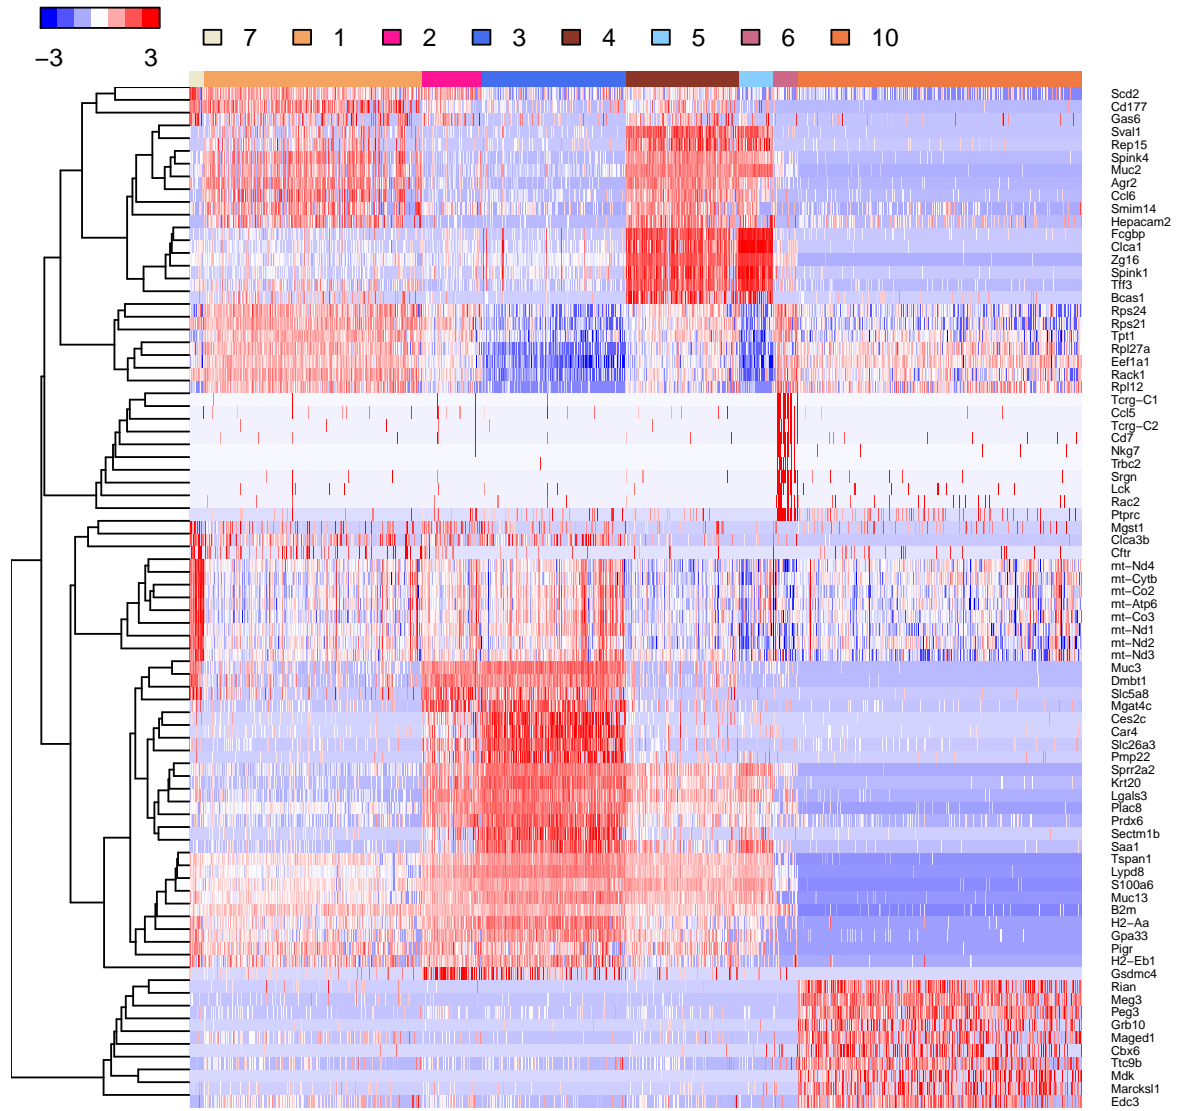 −3 3
7 1 2 3 4 5 6 10
Scd2
Cd177
Gas6
Sval1
Rep15
Spink4
Muc2
Agr2
Ccl6
Smim14
Hepacam2
Fcgbp
Clca1
Zg16
Spink1
Tff3
Bcas1
Rps24
Rps21
Tpt1
Rpl27a
Eef1a1
Rack1
Rpl12
Tcrg−C1
Ccl5
Tcrg−C2
Cd7
Nkg7
Trbc2
Srgn
Lck
Rac2
Ptprc
Mgst1
Clca3b
Cftr
mt−Nd4
mt−Cytb
mt−Co2
mt−Atp6
mt−Co3
mt−Nd1
mt−Nd2
mt−Nd3
Muc3
Dmbt1
Slc5a8
Mgat4c
Ces2c
Car4
Slc26a3
Pmp22
Sprr2a2
Krt20
Lgals3
Plac8
Prdx6
Sectm1b
Saa1
Tspan1
Lypd8
S100a6
Muc13
B2m
H2−Aa
Gpa33
Pigr
H2−Eb1
Gsdmc4
Rian
Meg3
Peg3
Grb10
Maged1
Cbx6
Ttc9b
Mdk
Marcksl1
Edc3